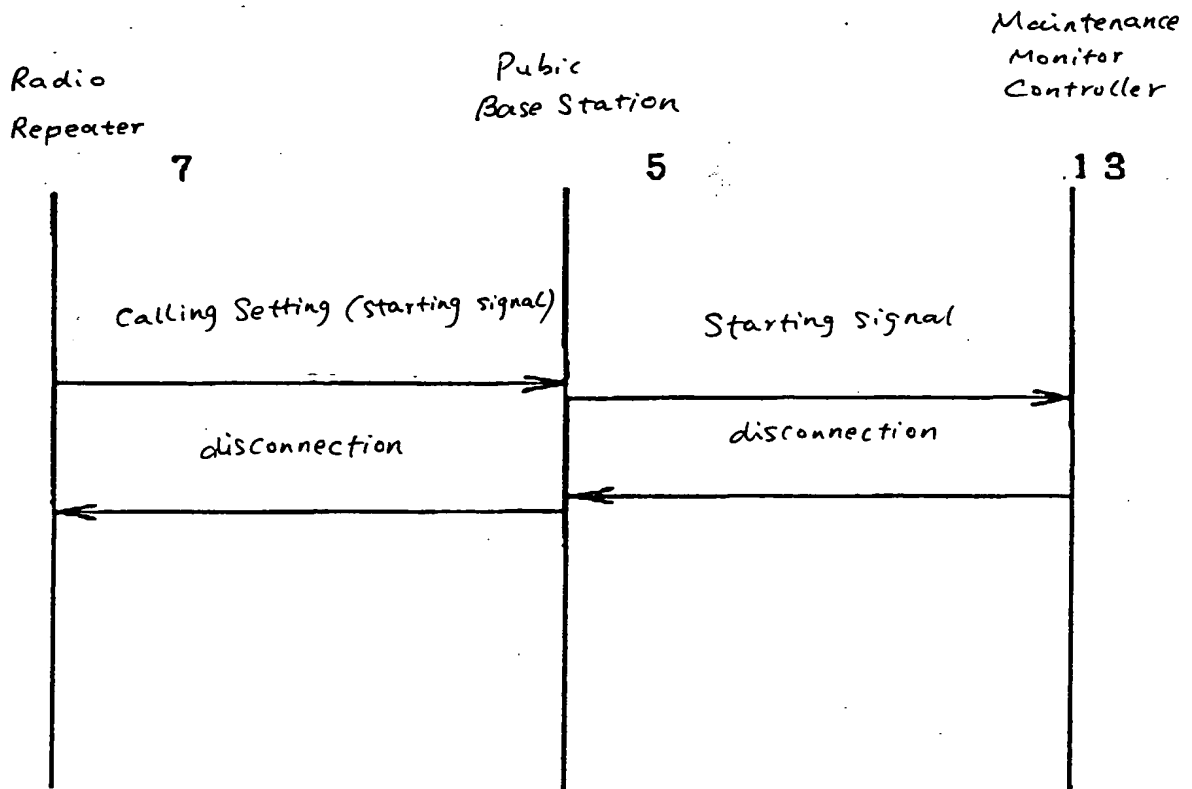 Radio
Repeater
7
Pubic
Base Station
5
Maintenance
Monitor
Controller
13
Calling Setting (starting signal)
Starting signal
disconnection
disconnection